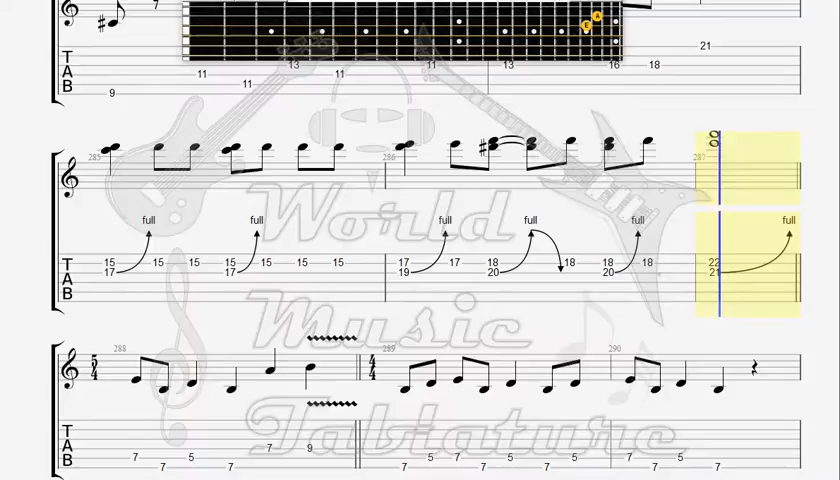 E A
21
13 11 13 16 18
11 11
11
9
T
A
B
285 286 287
full full full full full full
15 15 15 15 15 15 15 17 17 18 18 18 18 22
17 17 19 20 20 21
T
A
B
World
Music
Tabiature
288 289 290
5
4
4
4
7 9
7 5 5 7 5 5 7 5
7 7 7 7 7 7
T
A
B